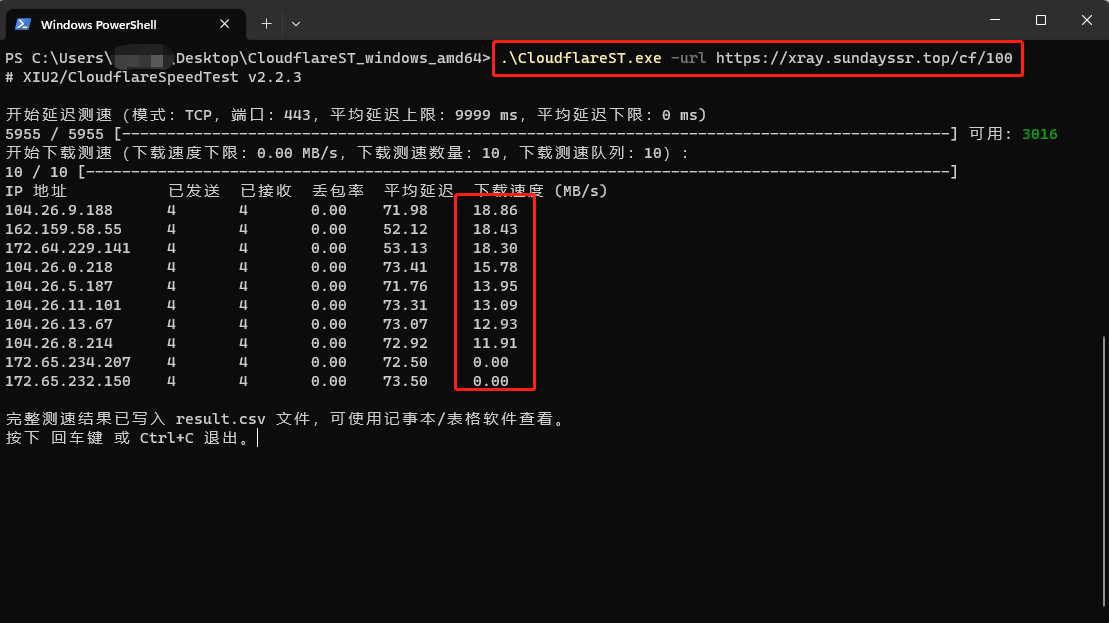 Windows PowerShell
PS C:\Users\ \Desktop\CloudflareST_windows_amd64> .\CloudflareST.exe -url https://xray.sundayssr.top/cf/100
# XIU2/CloudflareSpeedTest v2.2.3
开始延迟测速 (模式: TCP, 端口: 443, 平均延迟上限: 9999 ms, 平均延迟下限: 0 ms)
5955 / 5955 [--------------------------------------------------------------------------------------------] 可用: 3016
开始下载测速 (下载速度下限: 0.00 MB/s, 下载测速数量: 10, 下载测速队列: 10) :
10 / 10 [------------------------------------------------------------------------------------------------]
IP 地址 已发送 已接收 丢包率 平均延迟 下载速度 (MB/s)
104.26.9.188 4 4 0.00 71.98 18.86
162.159.58.55 4 4 0.00 52.12 18.43
172.64.229.141 4 4 0.00 53.13 18.30
104.26.0.218 4 4 0.00 73.41 15.78
104.26.5.187 4 4 0.00 71.76 13.95
104.26.11.101 4 4 0.00 73.31 13.09
104.26.13.67 4 4 0.00 73.07 12.93
104.26.8.214 4 4 0.00 72.92 11.91
172.65.234.207 4 4 0.00 72.50 0.00
172.65.232.150 4 4 0.00 73.50 0.00
完整测速结果已写入 result.csv 文件, 可使用记事本/表格软件查看。
按下 回车键 或 Ctrl+C 退出。